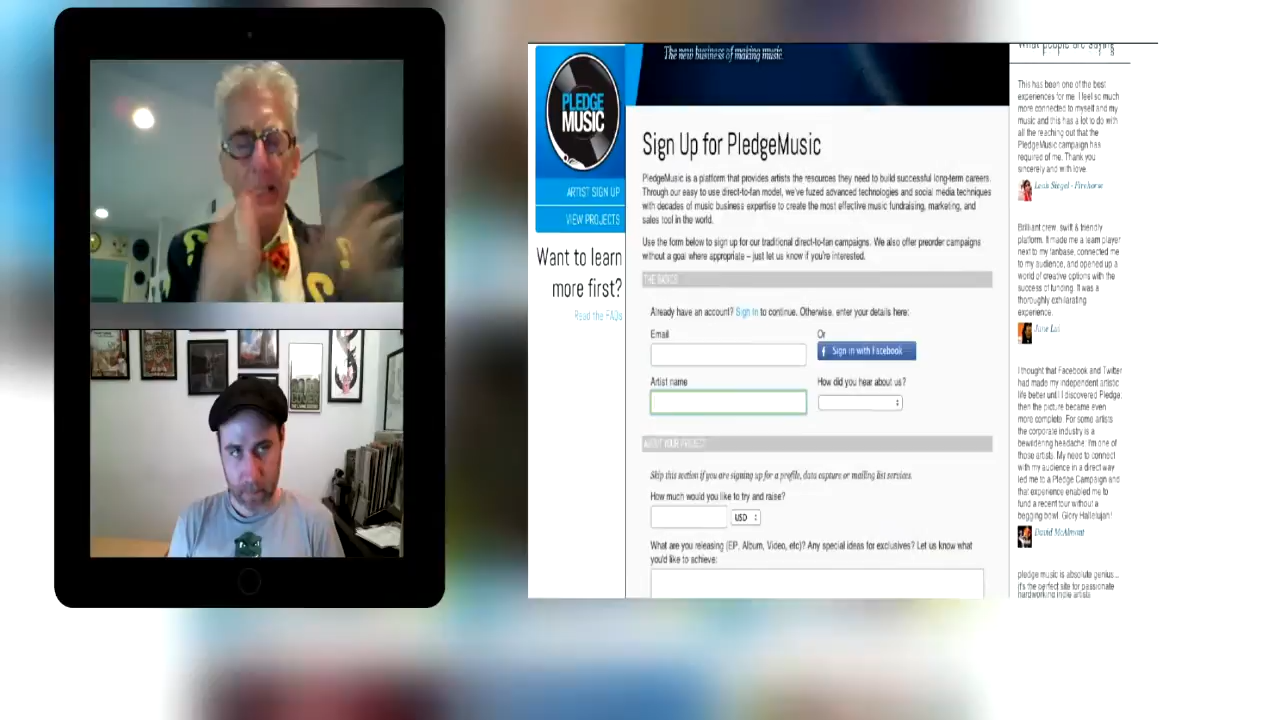 PLEDGE
MUSIC
ARTIST SIGN UP
VIEW PROJECTS
Want to learn
more first?
Read the FAQs
The new business of making music.
Sign Up for PledgeMusic
PledgeMusic is a platform that provides artists the resources they need to build successful long-term careers.
Through our easy to use direct-to-fan model, we've fuzed advanced technologies and social media techniques
with decades of music business expertise to create the most effective music fundraising, marketing, and
sales tool in the world.
Use the form below to sign up for our traditional direct-to-fan campaigns. We also offer preorder campaigns
without a goal where appropriate – just let us know if you're interested.
THE BASICS
Already have an account? Sign In to continue. Otherwise, enter your details here:
Email
Or
f Sign in with Facebook
Artist name
How did you hear about us?
ABOUT YOUR PROJECT
Skip this section if you are signing up for a profile, data capture or mailing list services.
How much would you like to try and raise?
USD
What are you releasing (EP, Album, Video, etc)? Any special ideas for exclusives? Let us know what
you'd like to achieve:
What people are saying
This has been one of the best
experiences for me. I feel so much
more connected to myself and my
music and this has a lot to do with
all the reaching out that the
PledgeMusic campaign has
required of me. Thank you
sincerely and with love.
Leah Siegel - Firehorse
Brilliant crew, swift & friendly
platform. It made me a team player
next to my fanbase, connected me
to my audience, and opened up a
world of creative options with the
success of funding. It was a
thoroughly exhilarating
experience.
June Lai
I thought that Facebook and Twitter
had made my independent artistic
life better until I discovered Pledge;
then the picture became even
more complete. For some artists
the corporate industry is a
bewildering headache. I'm one of
those artists. My need to connect
with my audience in a direct way
led me to a Pledge Campaign and
that experience enabled me to
fund a recent tour without a
begging bowl. Glory Hallelujah!
David McAlmont
pledge music is absolute genius...
it's the perfect site for passionate
hardworking indie artists